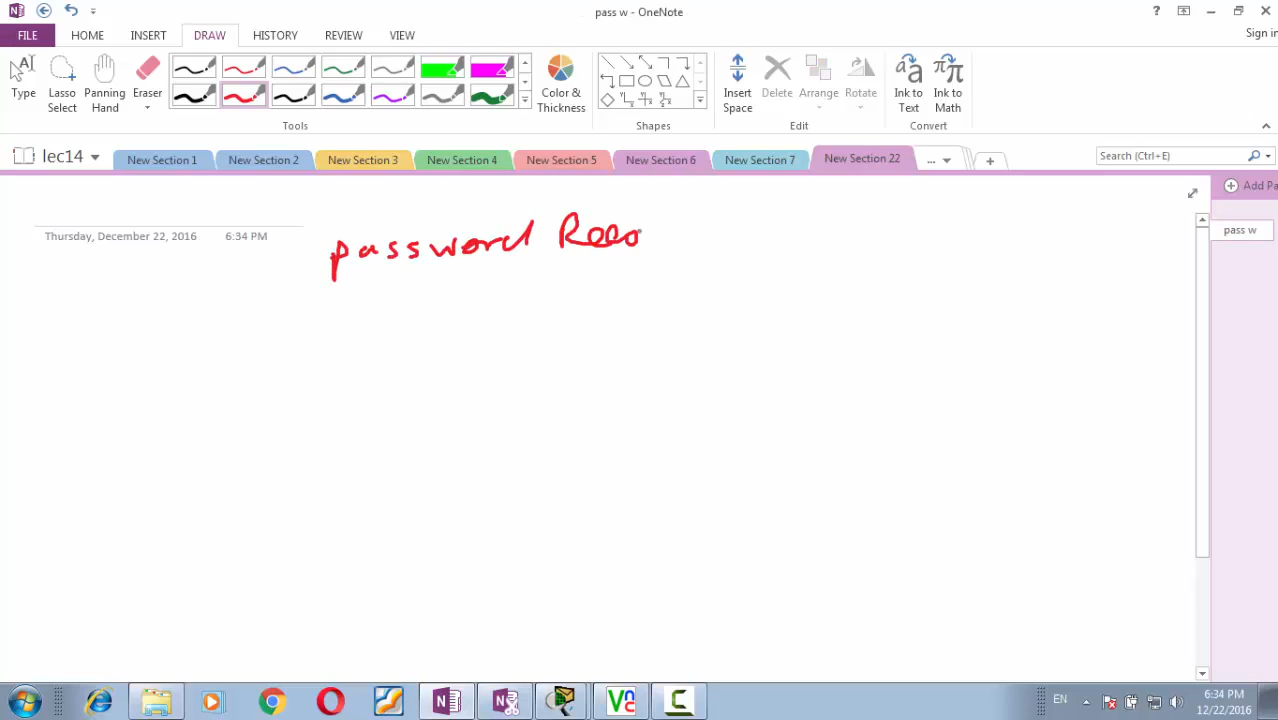 pass w - OneNote
?
FILE HOME INSERT DRAW HISTORY REVIEW VIEW Sign in
Type Lasso Select Panning Hand Eraser Color & Thickness Insert Space Delete Arrange Rotate Ink to Text Ink to Math
Tools Shapes Edit Convert
lec14 New Section 1 New Section 2 New Section 3 New Section 4 New Section 5 New Section 6 New Section 7 New Section 22 ... + Search (Ctrl+E)
Add Pa
pass w
Thursday, December 22, 2016 6:34 PM
password Reco
EN 6:34 PM
12/22/2016